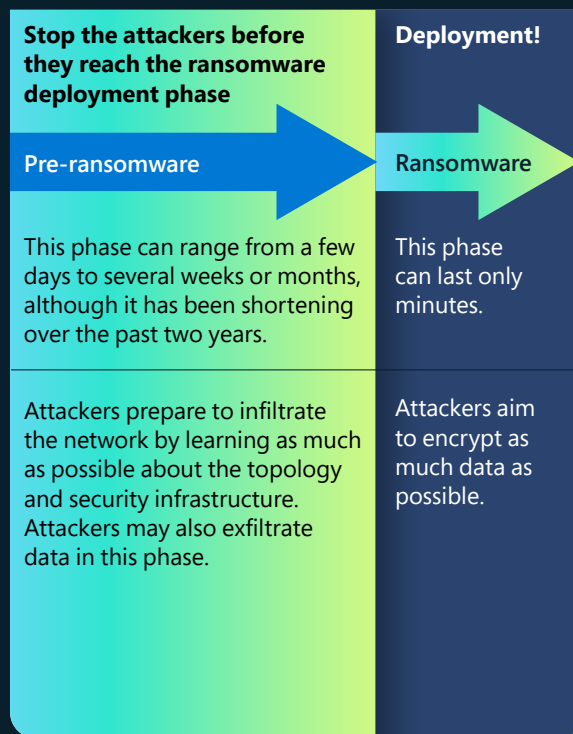 Stop the attackers before
they reach the ransomware
deployment phase
Pre-ransomware
This phase can range from a few
days to several weeks or months,
although it has been shortening
over the past two years.
Attackers prepare to infiltrate
the network by learning as much
as possible about the topology
and security infrastructure.
Attackers may also exfiltrate
data in this phase.
Deployment!
Ransomware
This phase
can last only
minutes.
Attackers aim
to encrypt as
much data as
possible.